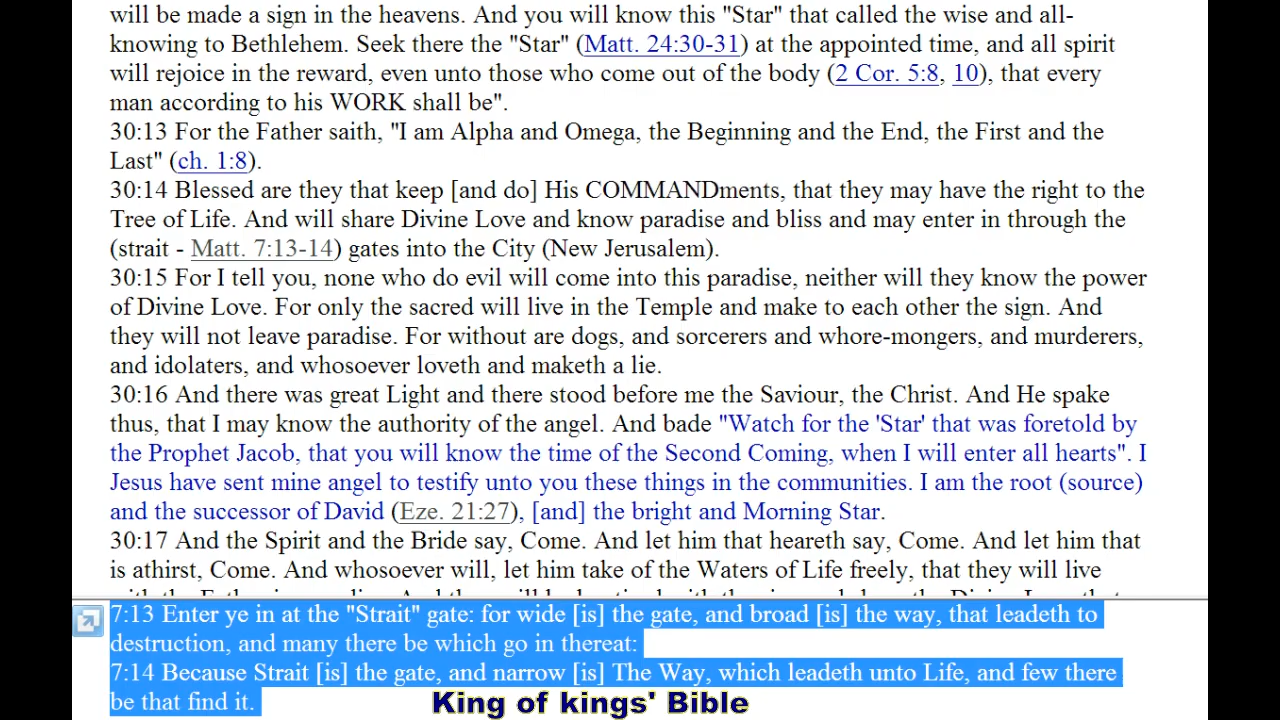 will be made a sign in the heavens. And you will know this "Star" that called the wise and all-
knowing to Bethlehem. Seek there the "Star" (Matt. 24:30-31) at the appointed time, and all spirit
will rejoice in the reward, even unto those who come out of the body (2 Cor. 5:8, 10), that every
man according to his WORK shall be".
30:13 For the Father saith, "I am Alpha and Omega, the Beginning and the End, the First and the
Last" (ch. 1:8).
30:14 Blessed are they that keep [and do] His COMMANDments, that they may have the right to the
Tree of Life. And will share Divine Love and know paradise and bliss and may enter in through the
(strait - Matt. 7:13-14) gates into the City (New Jerusalem).
30:15 For I tell you, none who do evil will come into this paradise, neither will they know the power
of Divine Love. For only the sacred will live in the Temple and make to each other the sign. And
they will not leave paradise. For without are dogs, and sorcerers and whore-mongers, and murderers,
and idolaters, and whosoever loveth and maketh a lie.
30:16 And there was great Light and there stood before me the Saviour, the Christ. And He spake
thus, that I may know the authority of the angel. And bade "Watch for the 'Star' that was foretold by
the Prophet Jacob, that you will know the time of the Second Coming, when I will enter all hearts". I
Jesus have sent mine angel to testify unto you these things in the communities. I am the root (source)
and the successor of David (Eze. 21:27), [and] the bright and Morning Star.
30:17 And the Spirit and the Bride say, Come. And let him that heareth say, Come. And let him that
is athirst, Come. And whosoever will, let him take of the Waters of Life freely, that they will live
7:13 Enter ye in at the "Strait" gate: for wide [is] the gate, and broad [is] the way, that leadeth to
destruction, and many there be which go in thereat:
7:14 Because Strait [is] the gate, and narrow [is] The Way, which leadeth unto Life, and few there
be that find it.
King of kings' Bible